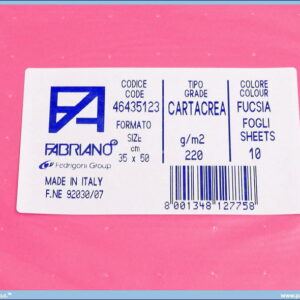 CODICE TIPO COLORE
CODE GRADE COLOUR
46435123 CARTACREA FUCSIA
FORMATO FOGLI
SIZE g/m2 SHEETS
cm
35 x 50 220 10
FABRIANO
Fedrigoni Group
MADE IN ITALY
F.NE 92030/07
8 001348 127758